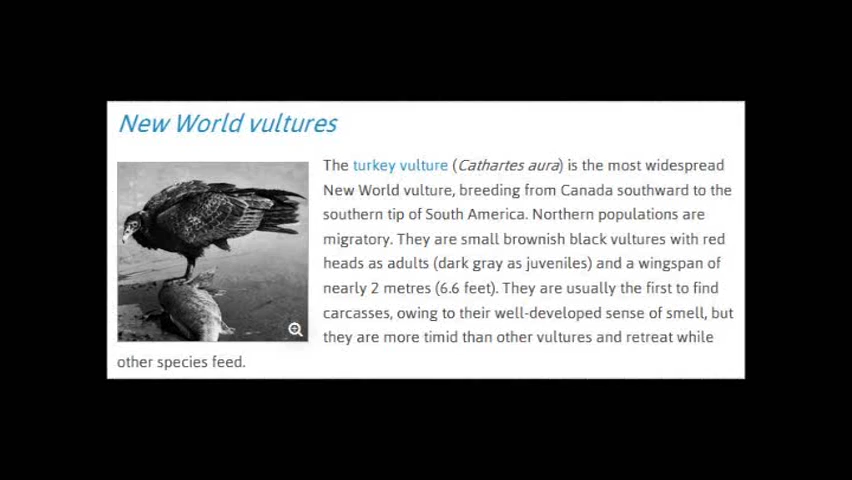 New World vultures
The turkey vulture (Cathartes aura) is the most widespread
New World vulture, breeding from Canada southward to the
southern tip of South America. Northern populations are
migratory. They are small brownish black vultures with red
heads as adults (dark gray as juveniles) and a wingspan of
nearly 2 metres (6.6 feet). They are usually the first to find
carcasses, owing to their well-developed sense of smell, but
they are more timid than other vultures and retreat while
other species feed.